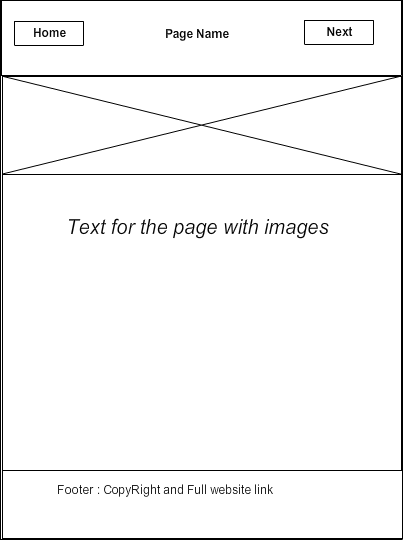 Home
Page Name
Next
Text for the page with images
Footer : CopyRight and Full website link